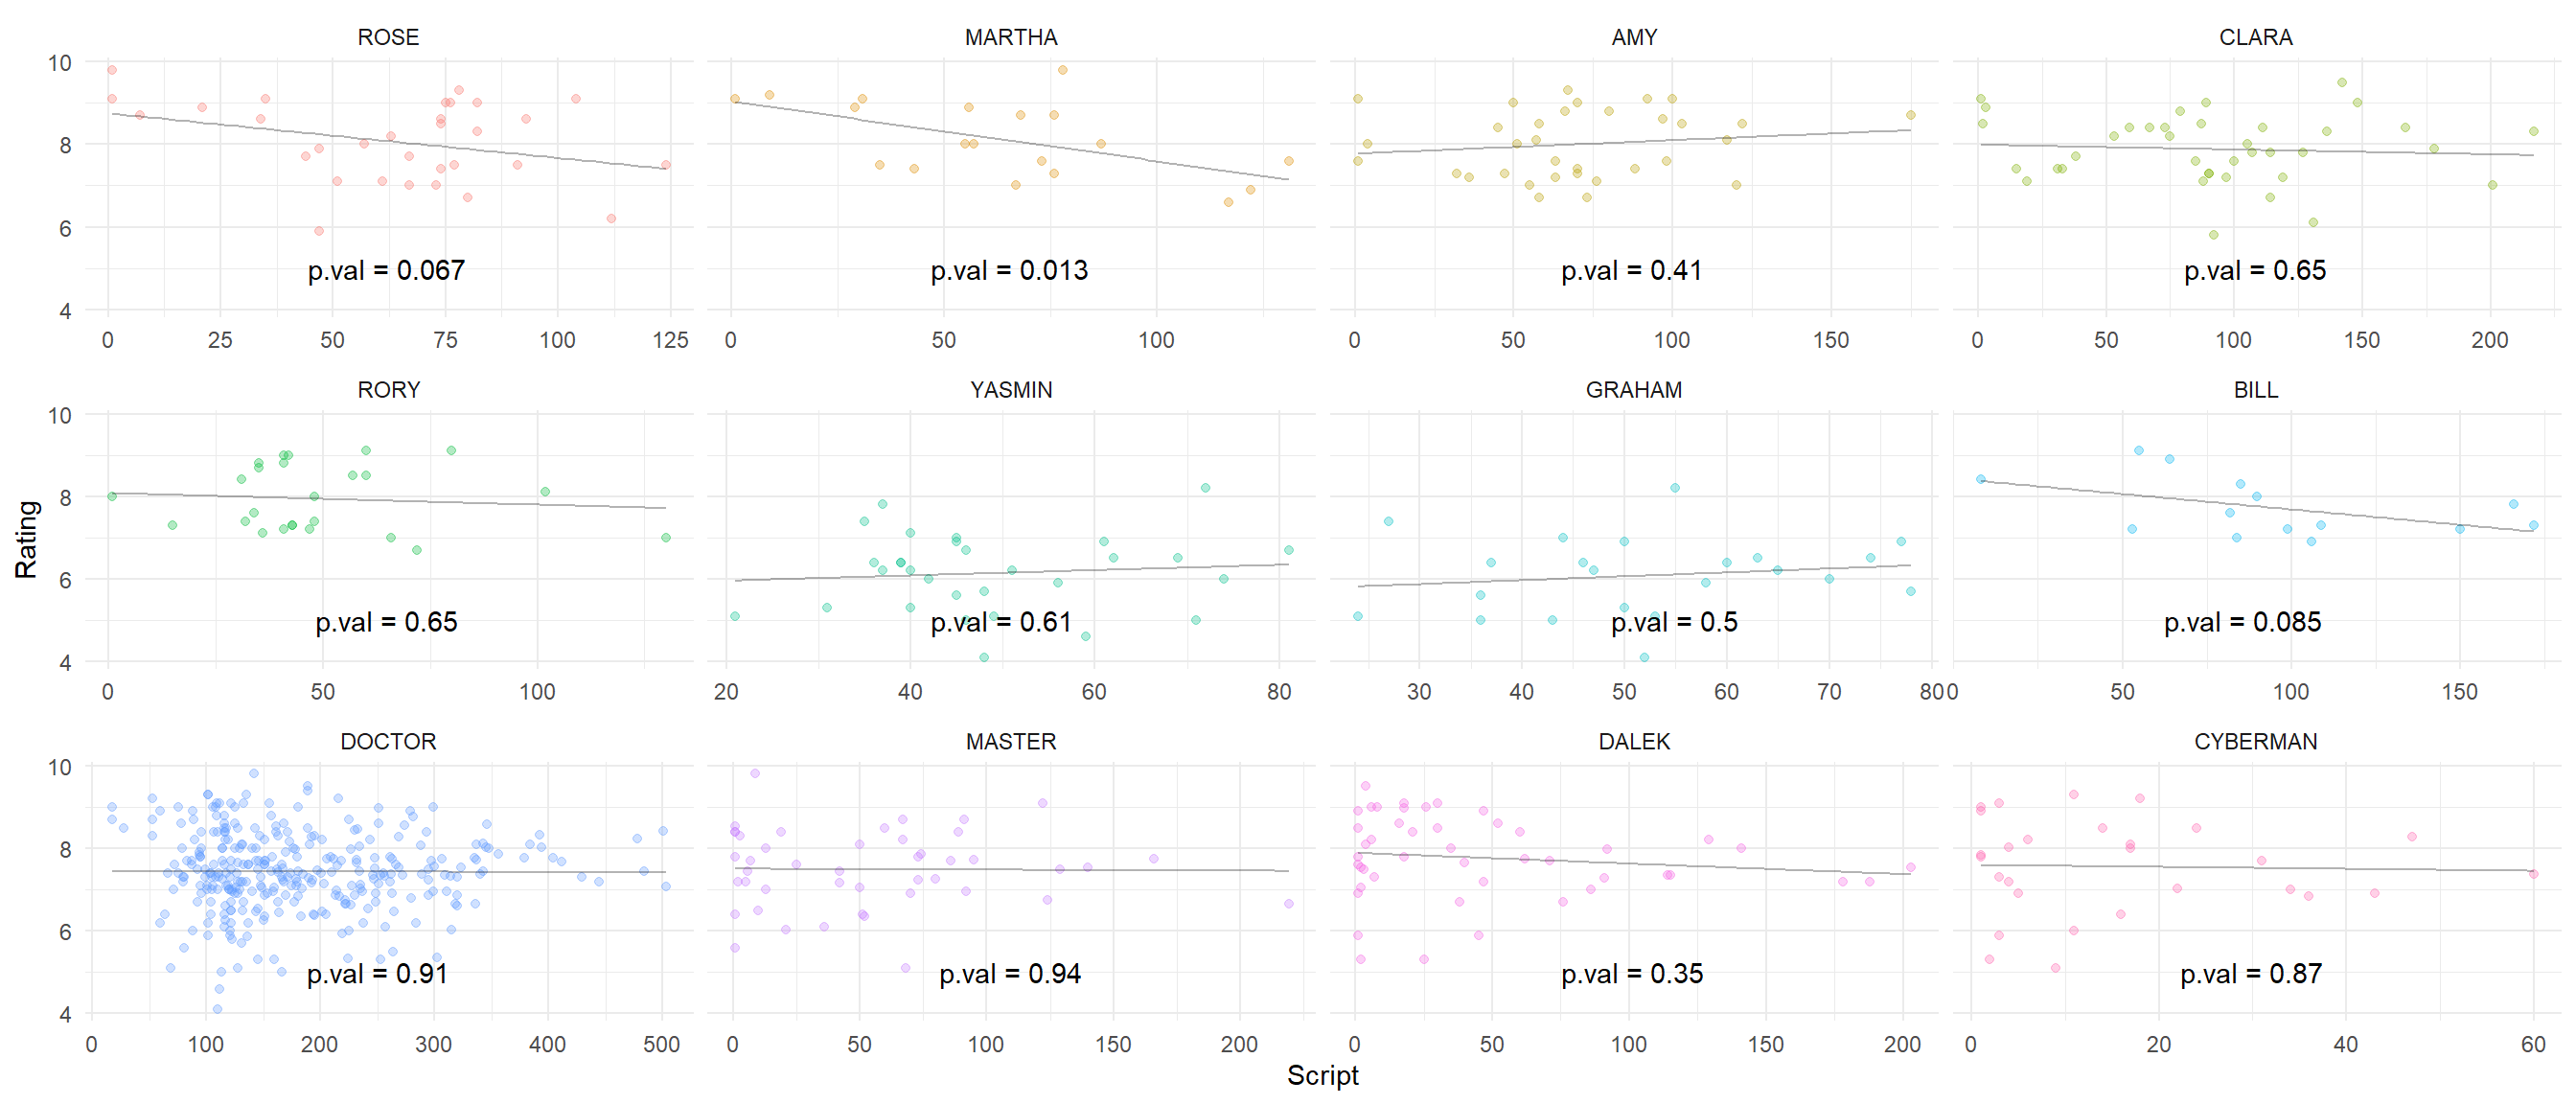 ROSE MARTHA AMY CLARA
10
8
6
4
p.val = 0.067 p.val = 0.013 p.val = 0.41 p.val = 0.65
0 25 50 75 100 125 0 50 100 0 50 100 150 0 50 100 150 200
RORY YASMIN GRAHAM BILL
10
8
6
4
p.val = 0.65 p.val = 0.61 p.val = 0.5 p.val = 0.085
0 50 100 20 40 60 80 30 40 50 60 70 80 0 50 100 150
Rating
DOCTOR MASTER DALEK CYBERMAN
10
8
6
4
p.val = 0.91 p.val = 0.94 p.val = 0.35 p.val = 0.87
0 100 200 300 400 500 0 50 100 150 200 0 50 100 150 200 0 20 40 60
Script